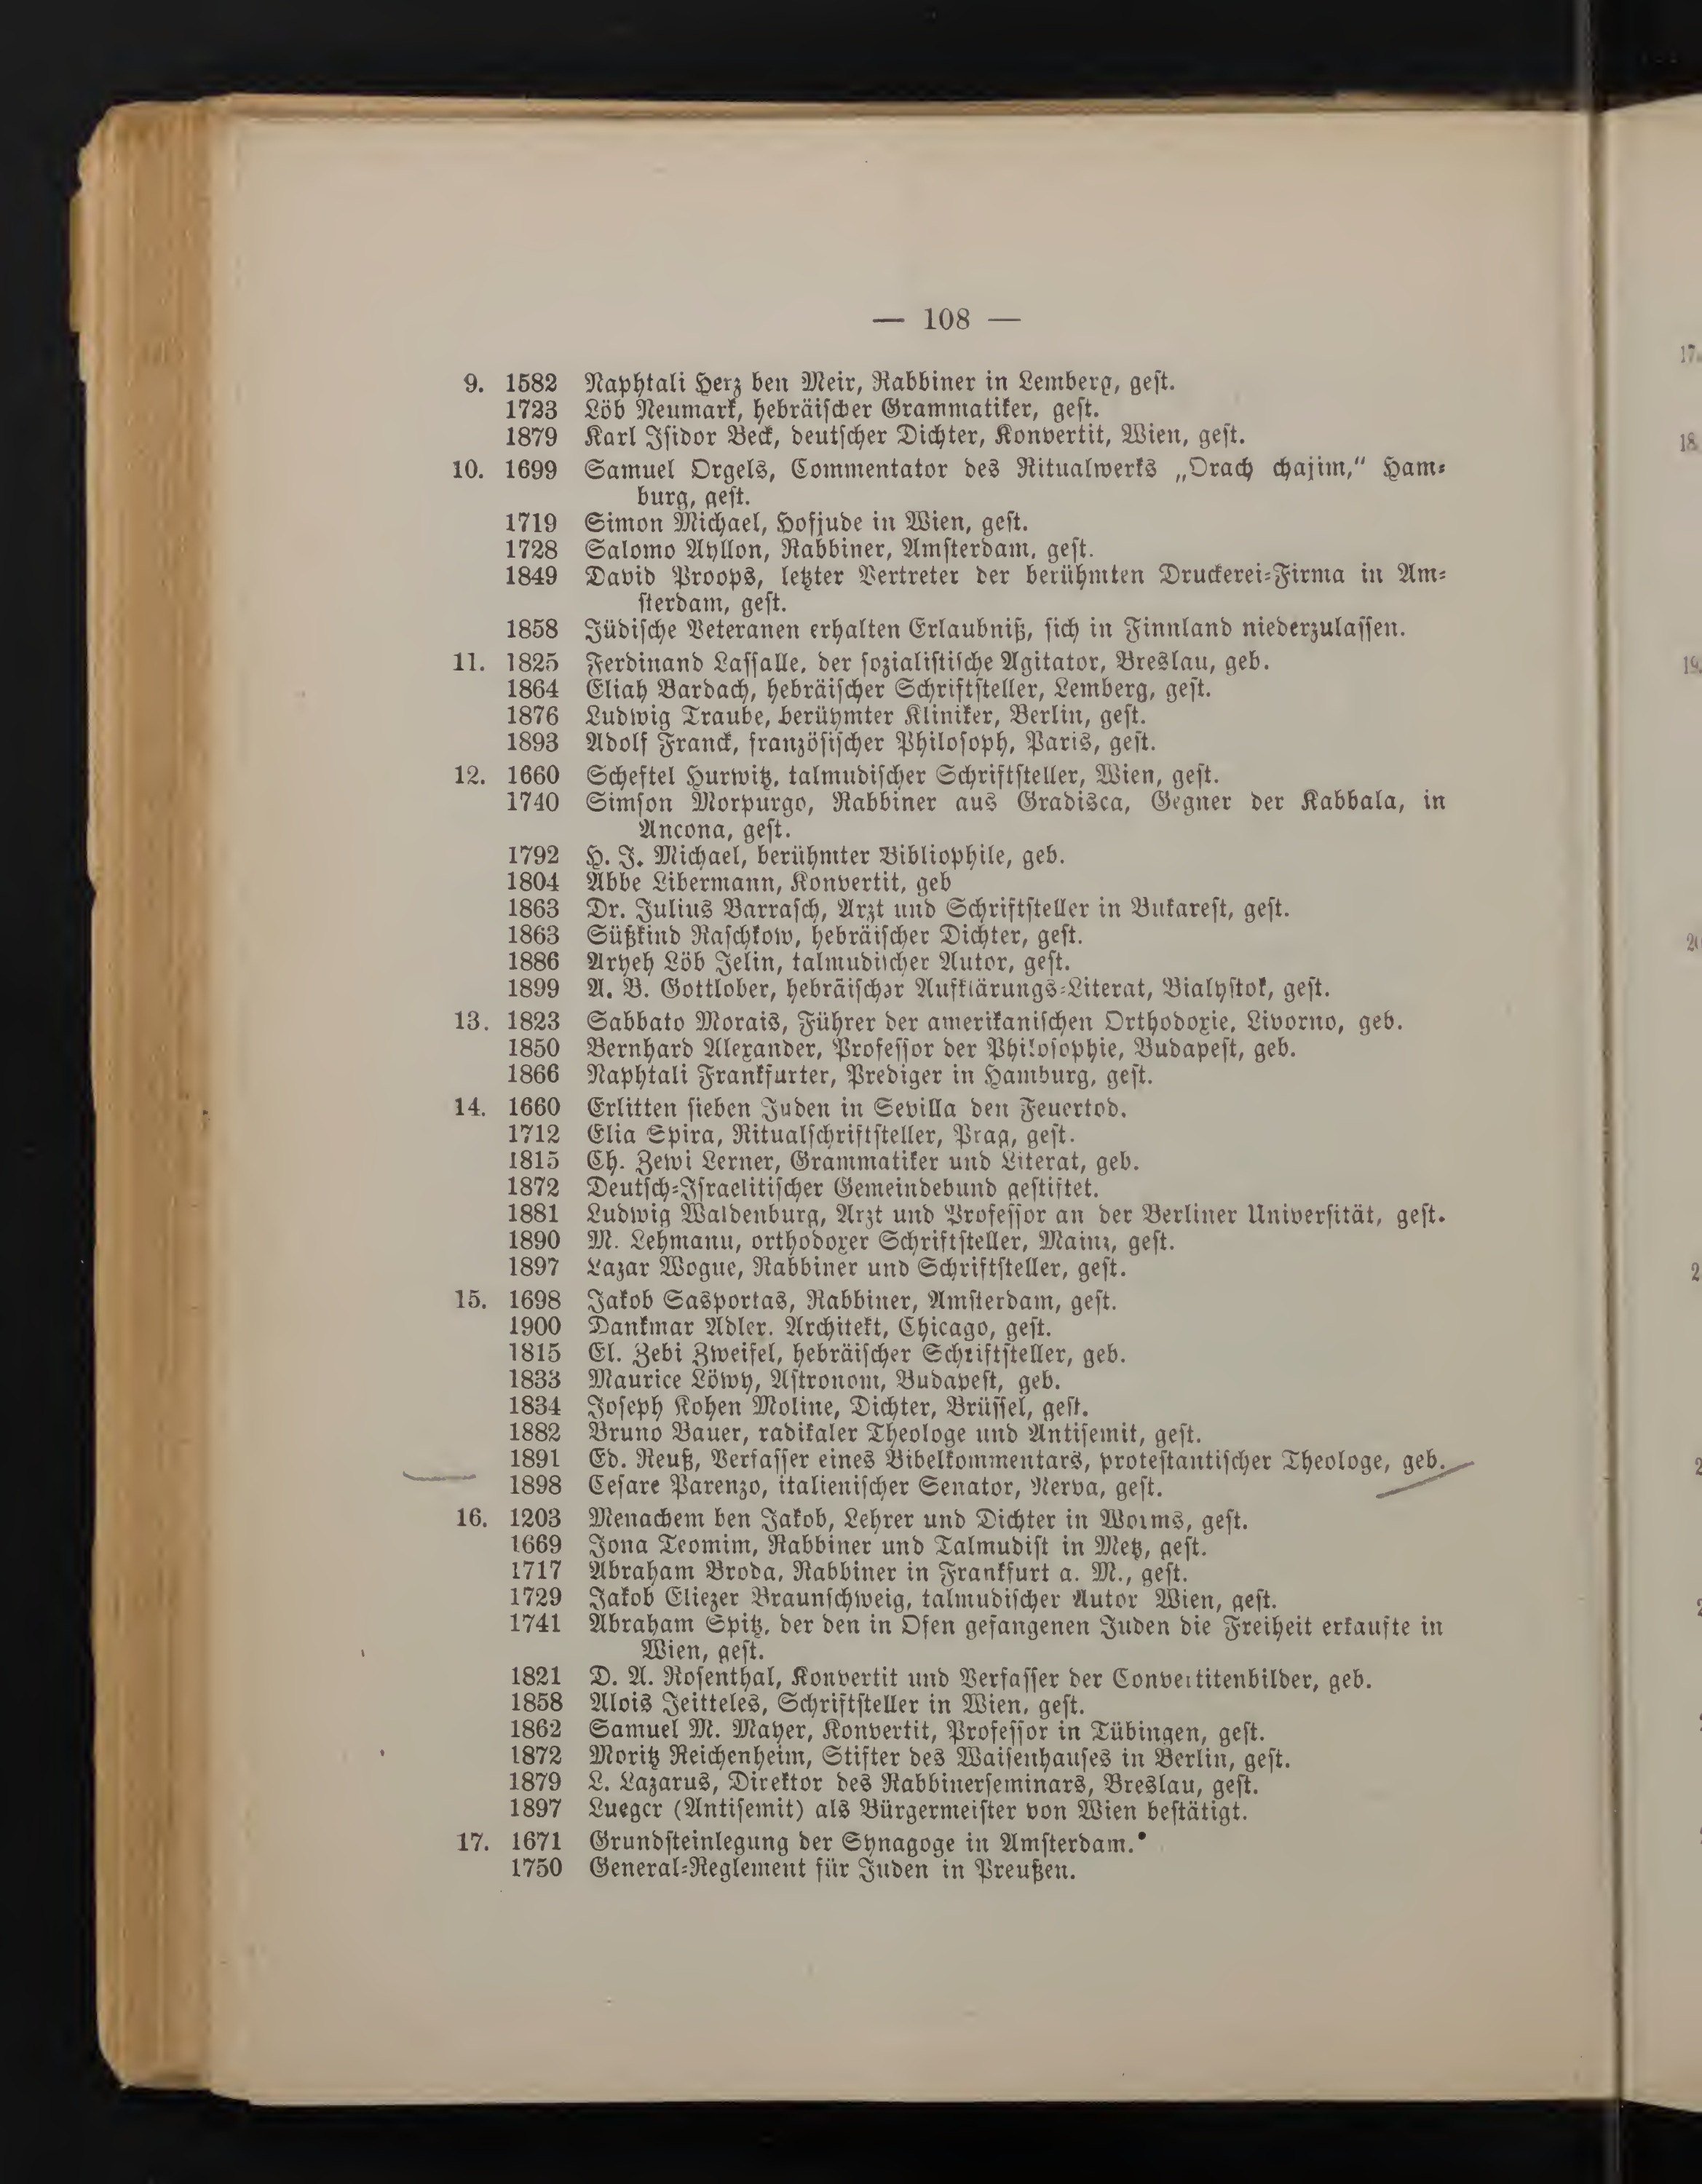 — 108 —
9. 1582 Naphtali Herz ben Meir, Rabbiner in Lemberg, gest.
1723 Löb Neumark, hebräischer Grammatiker, gest.
1879 Karl Isidor Beck, deutscher Dichter, Konvertit, Wien, gest.
10. 1699 Samuel Orgels, Commentator des Ritualwerks „Orach chajim,“ Ham-
burg, gest.
1719 Simon Michael, Hofjude in Wien, gest.
1728 Salomo Ayllon, Rabbiner, Amsterdam, gest.
1849 David Proops, letzter Vertreter der berühmten Druckerei-Firma in Am-
sterdam, gest.
1858 Jüdische Veteranen erhalten Erlaubniß, sich in Finnland niederzulassen.
11. 1825 Ferdinand Lassalle, der sozialistische Agitator, Breslau, geb.
1864 Eliah Bardach, hebräischer Schriftsteller, Lemberg, gest.
1876 Ludwig Traube, berühmter Kliniker, Berlin, gest.
1893 Adolf Franck, französischer Philosoph, Paris, gest.
12. 1660 Scheftel Hurwitz, talmudischer Schriftsteller, Wien, gest.
1740 Simson Morpurgo, Rabbiner aus Gradisca, Gegner der Kabbala, in
Ancona, gest.
1792 H. J. Michael, berühmter Bibliophile, geb.
1804 Abbe Libermann, Konvertit, geb
1863 Dr. Julius Barrasch, Arzt und Schriftsteller in Bukarest, gest.
1863 Süßkind Raschkow, hebräischer Dichter, gest.
1886 Aryeh Löb Jelin, talmudischer Autor, gest.
1899 A. B. Gottlober, hebräischer Aufklärungs-Literat, Bialystok, gest.
13. 1823 Sabbato Morais, Führer der amerikanischen Orthodoxie, Livorno, geb.
1850 Bernhard Alexander, Professor der Philosophie, Budapest, geb.
1866 Naphtali Frankfurter, Prediger in Hamburg, gest.
14. 1660 Erlitten sieben Juden in Sevilla den Feuertod.
1712 Elia Spira, Ritualschriftsteller, Prag, gest.
1815 Ch. Zewi Lerner, Grammatiker und Literat, geb.
1872 Deutsch-Israelitischer Gemeindebund gestiftet.
1881 Ludwig Waldenburg, Arzt und Professor an der Berliner Universität, gest.
1890 M. Lehmann, orthodoxer Schriftsteller, Mainz, gest.
1897 Lazar Wogue, Rabbiner und Schriftsteller, gest.
15. 1698 Jakob Sasportas, Rabbiner, Amsterdam, gest.
1900 Dankmar Adler. Architekt, Chicago, gest.
1815 El. Zebi Zweifel, hebräischer Schriftsteller, geb.
1833 Maurice Löwy, Astronom, Budapest, geb.
1834 Joseph Kohen Moline, Dichter, Brüssel, gest.
1882 Bruno Bauer, radikaler Theologe und Antisemit, gest.
1891 Ed. Reuß, Verfasser eines Bibelkommentars, protestantischer Theologe, geb.
1898 Cesare Parenzo, italienischer Senator, Nerva, gest.
16. 1203 Menachem ben Jakob, Lehrer und Dichter in Worms, gest.
1669 Jona Teomim, Rabbiner und Talmudist in Metz, gest.
1717 Abraham Broda, Rabbiner in Frankfurt a. M., gest.
1729 Jakob Eliezer Braunschweig, talmudischer Autor Wien, gest.
1741 Abraham Spitz, der den in Ofen gefangenen Juden die Freiheit erkaufte in
Wien, gest.
1821 D. A. Rosenthal, Konvertit und Verfasser der Convertitenbilder, geb.
1858 Alois Jeitteles, Schriftsteller in Wien, gest.
1862 Samuel M. Mayer, Konvertit, Professor in Tübingen, gest.
1872 Moritz Reichenheim, Stifter des Waisenhauses in Berlin, gest.
1879 L. Lazarus, Direktor des Rabbinerseminars, Breslau, gest.
1897 Lueger (Antisemit) als Bürgermeister von Wien bestätigt.
17. 1671 Grundsteinlegung der Synagoge in Amsterdam.
1750 General-Reglement für Juden in Preußen.